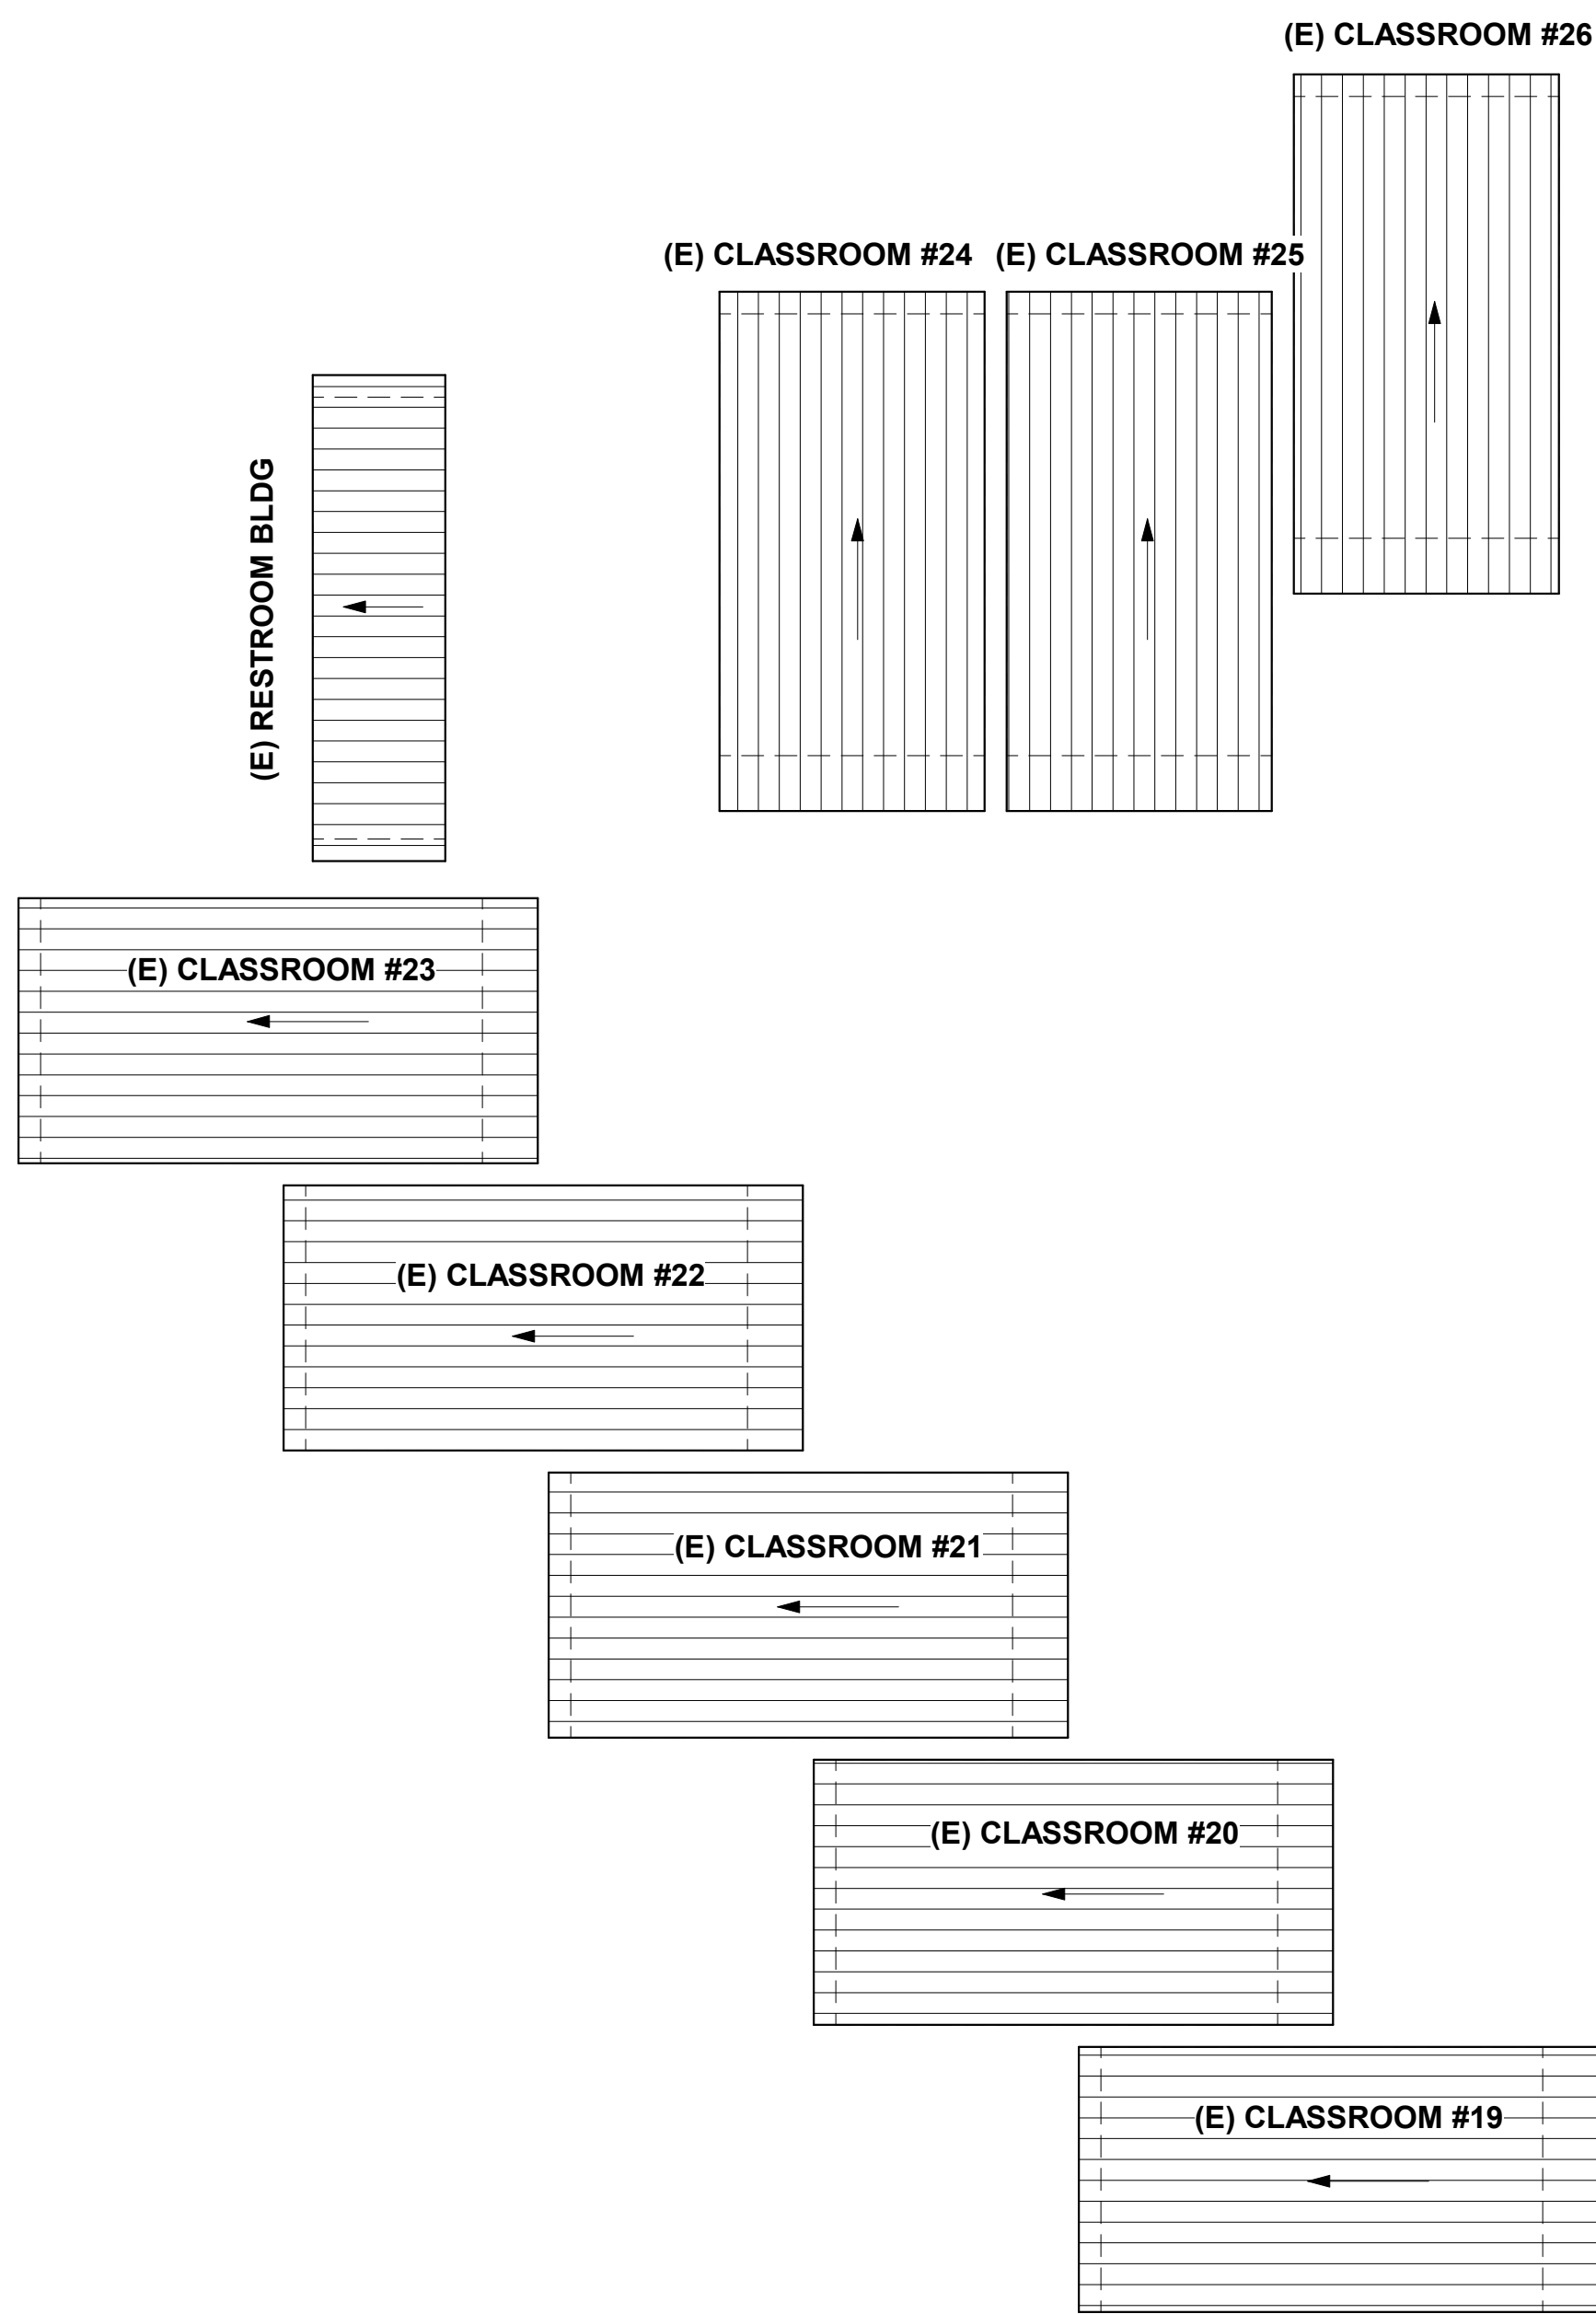 (E) CLASSROOM #26
(E) CLASSROOM #24
(E) CLASSROOM #25
(E) RESTROOM BLDG
(E) CLASSROOM #23
(E) CLASSROOM #22
(E) CLASSROOM #21
(E) CLASSROOM #20
(E) CLASSROOM #19